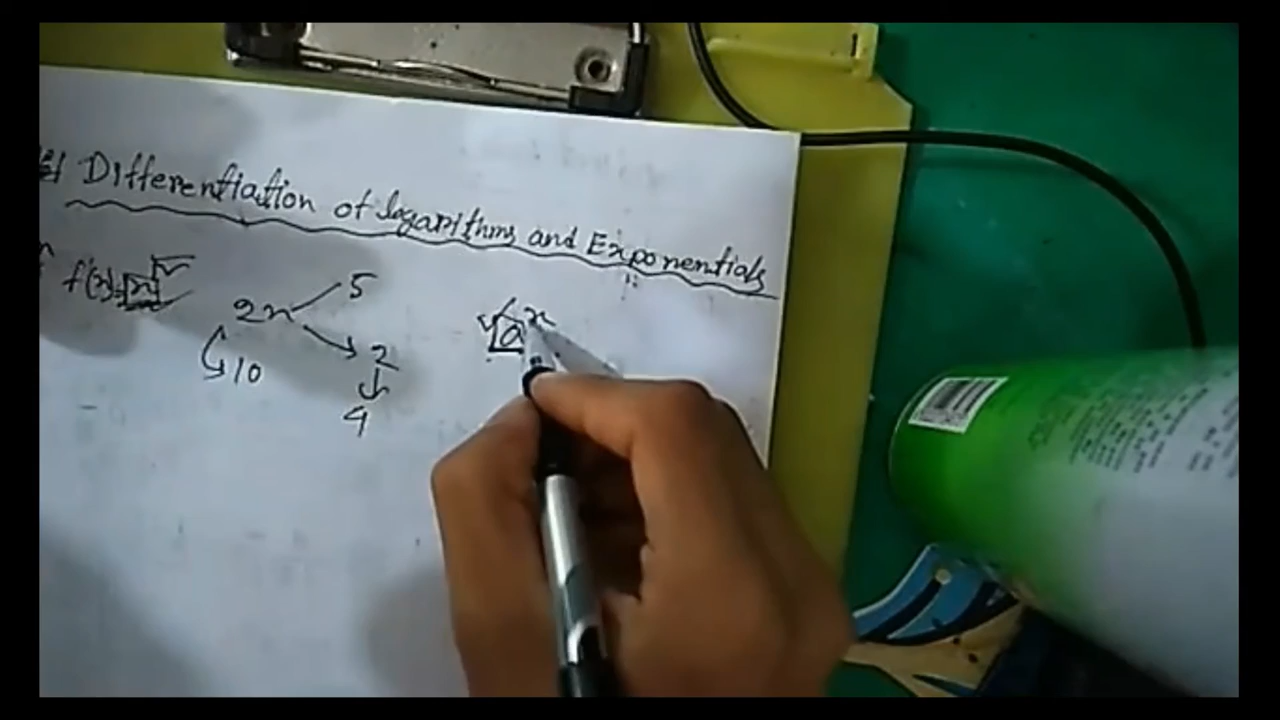 Differentiation of logarithms and Exponentials
f(x)=x
2x 5
a x
10 2
4